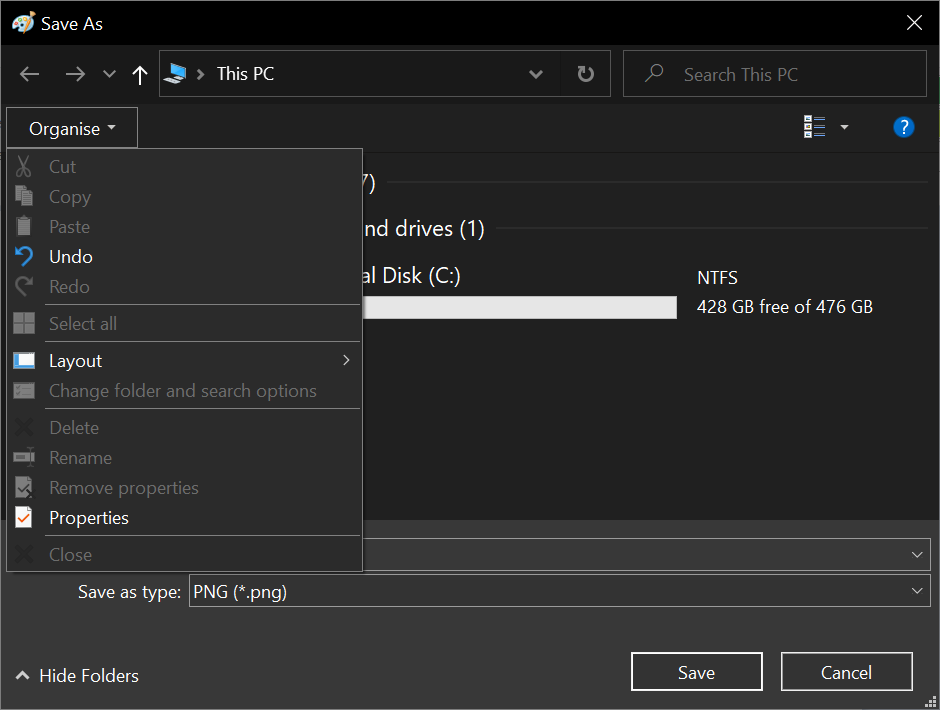 Save As
This PC
Search This PC
Organise
?
Cut
Copy
Paste
Undo
Redo
Select all
Layout
Change folder and search options
Delete
Rename
Remove properties
Properties
Close
7)
nd drives (1)
al Disk (C:)
NTFS
428 GB free of 476 GB
Save as type: PNG (*.png)
Hide Folders
Save
Cancel